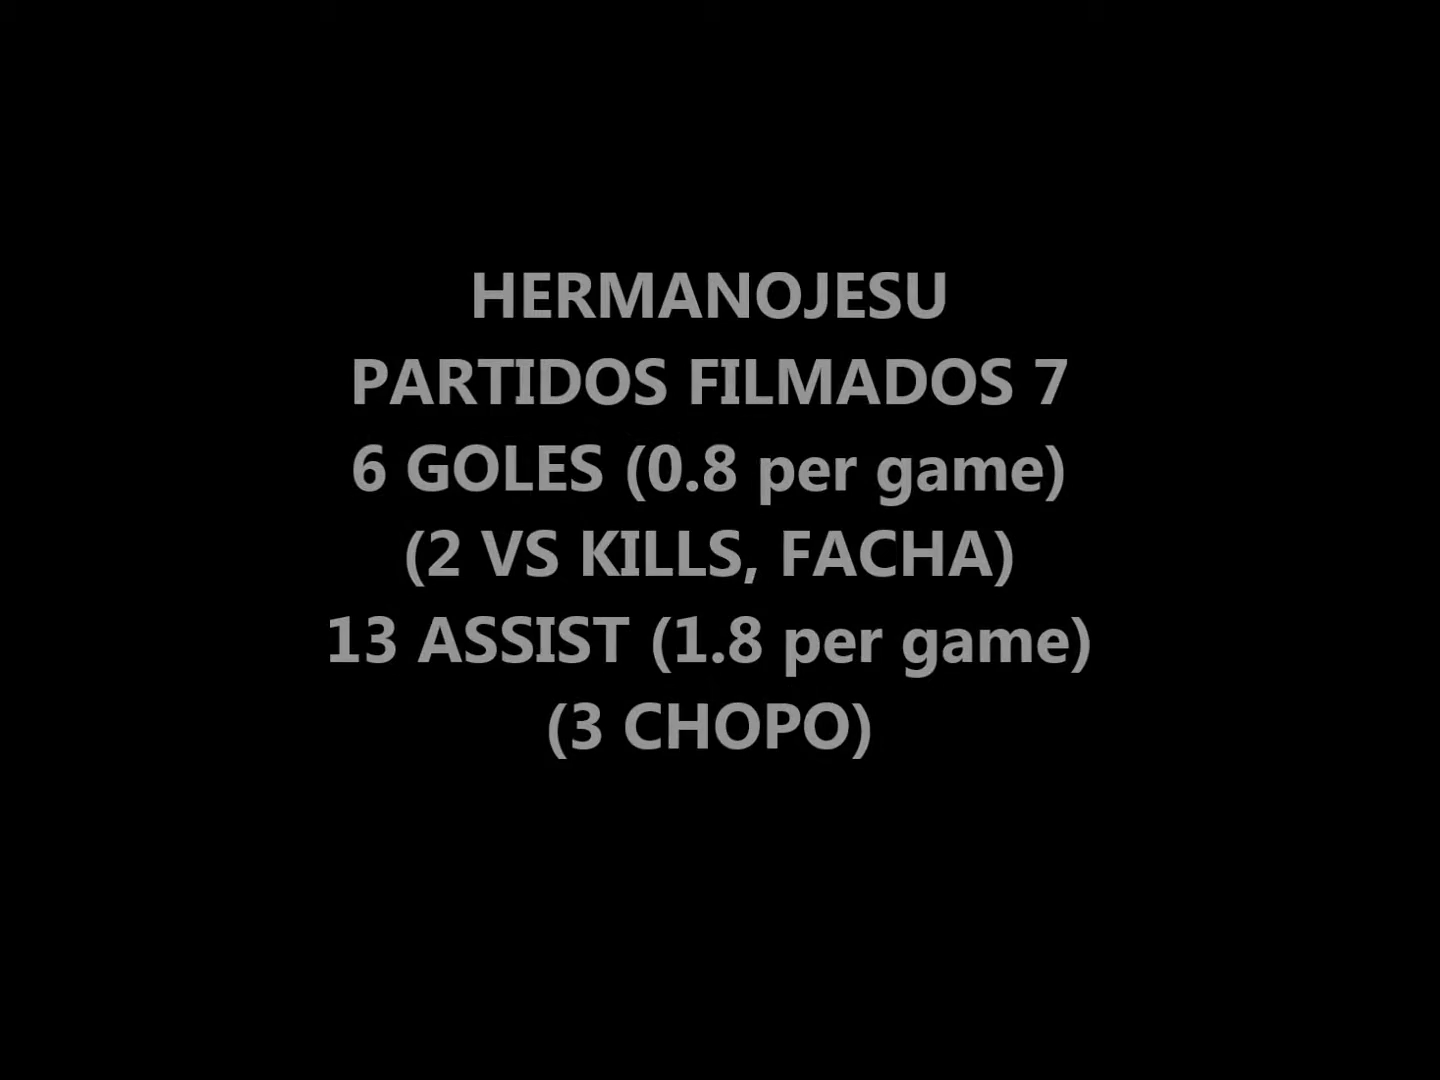 HERMANOJESU
PARTIDOS FILMADOS 7
6 GOLES (0.8 per game)
(2 VS KILLS, FACHA)
13 ASSIST (1.8 per game)
(3 CHOPO)